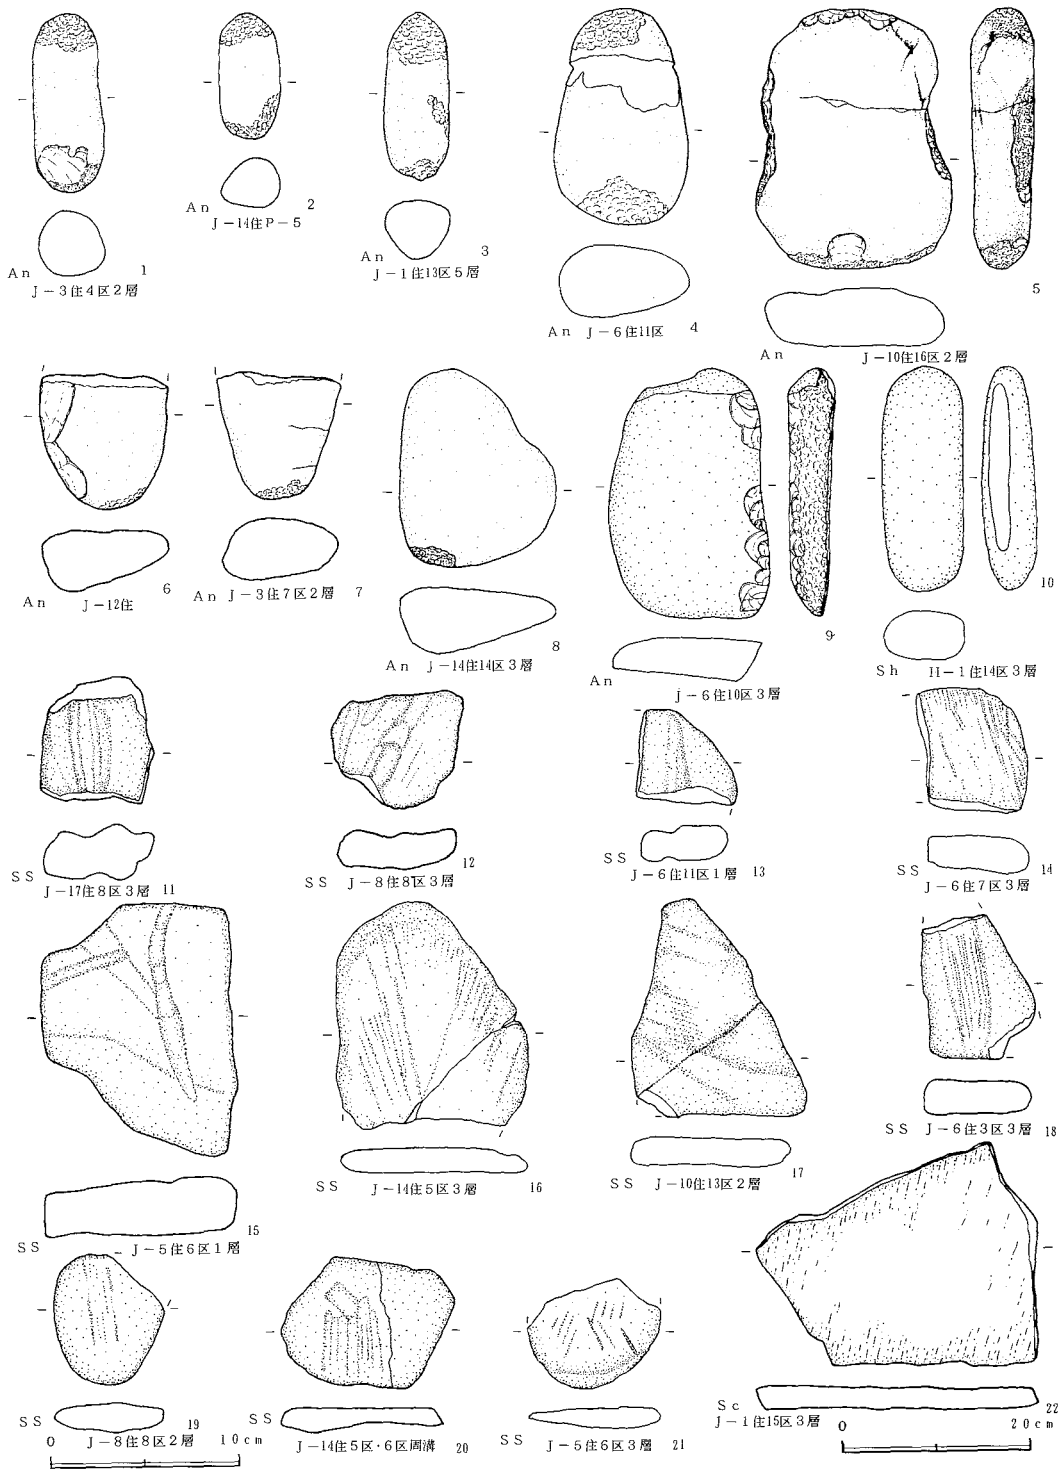 An 1
J－3住4区2層
An 2
J－14住P－5
An 3
J－1住13区5層
An J－6住11区 4
5
An J－10住16区2層
An J－12住 6
An J－3住7区2層 7
8
An J－14住14区3層
9
An J－6住10区3層
10
Sh H－1住14区3層
SS J－17住8区3層 11
12
SS J－8住8区3層
SS J－6住11区1層 13
SS J－6住7区3層 14
15
SS J－5住6区1層
SS J－14住5区3層 16
SS J－10住13区2層 17
SS J－6住3区3層 18
SS 19
J－8住8区2層
SS J－14住5区・6区周溝 20
SS J－5住6区3層 21
Sc 22
J－1住15区3層
0 10cm
0 20cm